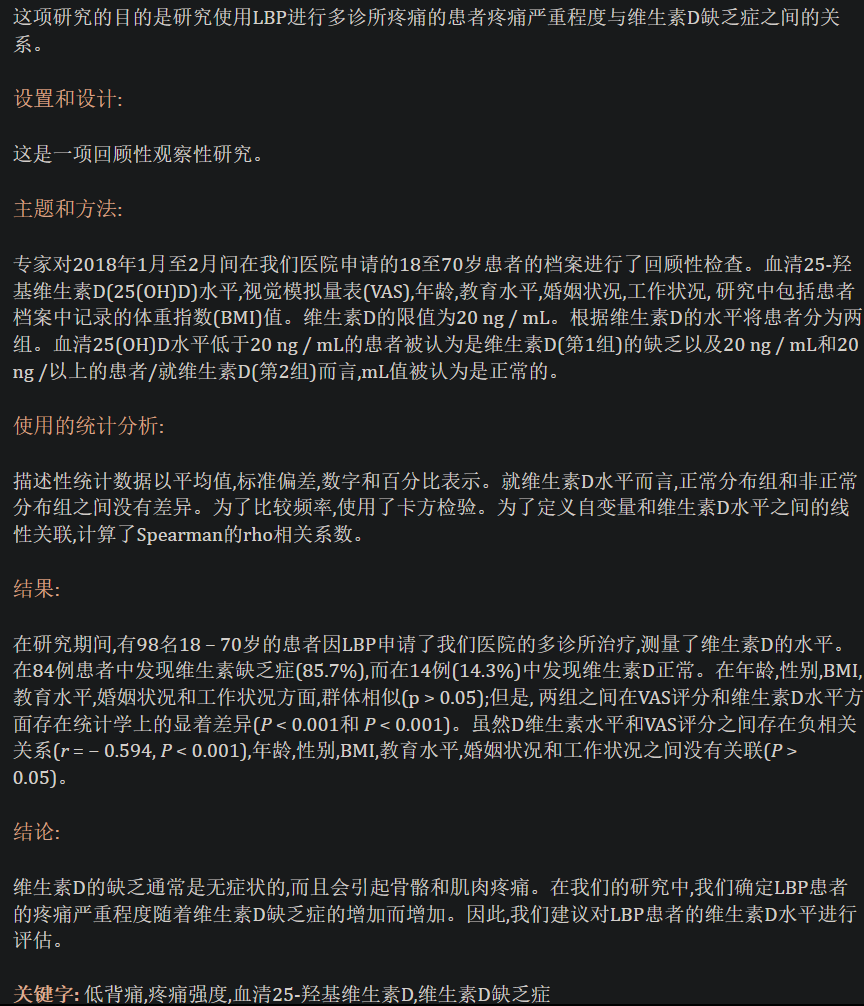 这项研究的目的是研究使用LBP进行多诊所疼痛的患者疼痛严重程度与维生素D缺乏症之间的关
系。
设置和设计:
这是一项回顾性观察性研究。
主题和方法:
专家对2018年1月至2月间在我们医院申请的18至70岁患者的档案进行了回顾性检查。血清25-羟
基维生素D(25(OH)D)水平,视觉模拟量表(VAS),年龄,教育水平,婚姻状况,工作状况, 研究中包括患者
档案中记录的体重指数(BMI)值。维生素D的限值为20 ng / mL。根据维生素D的水平将患者分为两
组。血清25(OH)D水平低于20 ng / mL的患者被认为是维生素D(第1组)的缺乏以及20 ng / mL和20
ng /以上的患者/就维生素D(第2组)而言,mL值被认为是正常的。
使用的统计分析:
描述性统计数据以平均值,标准偏差,数字和百分比表示。就维生素D水平而言,正常分布组和非正常
分布组之间没有差异。为了比较频率,使用了卡方检验。为了定义自变量和维生素D水平之间的线
性关联,计算了Spearman的rho相关系数。
结果:
在研究期间,有98名18 – 70岁的患者因LBP申请了我们医院的多诊所治疗,测量了维生素D的水平。
在84例患者中发现维生素缺乏症(85.7%),而在14例(14.3%)中发现维生素D正常。在年龄,性别,BMI,
教育水平,婚姻状况和工作状况方面,群体相似(p > 0.05);但是, 两组之间在VAS评分和维生素D水平方
面存在统计学上的显着差异(P < 0.001和 P < 0.001)。虽然D维生素水平和VAS评分之间存在负相关
关系(r = − 0.594, P < 0.001),年龄,性别,BMI,教育水平,婚姻状况和工作状况之间没有关联(P >
0.05)。
结论:
维生素D的缺乏通常是无症状的,而且会引起骨骼和肌肉疼痛。在我们的研究中,我们确定LBP患者
的疼痛严重程度随着维生素D缺乏症的增加而增加。因此,我们建议对LBP患者的维生素D水平进行
评估。
关键字: 低背痛,疼痛强度,血清25-羟基维生素D,维生素D缺乏症